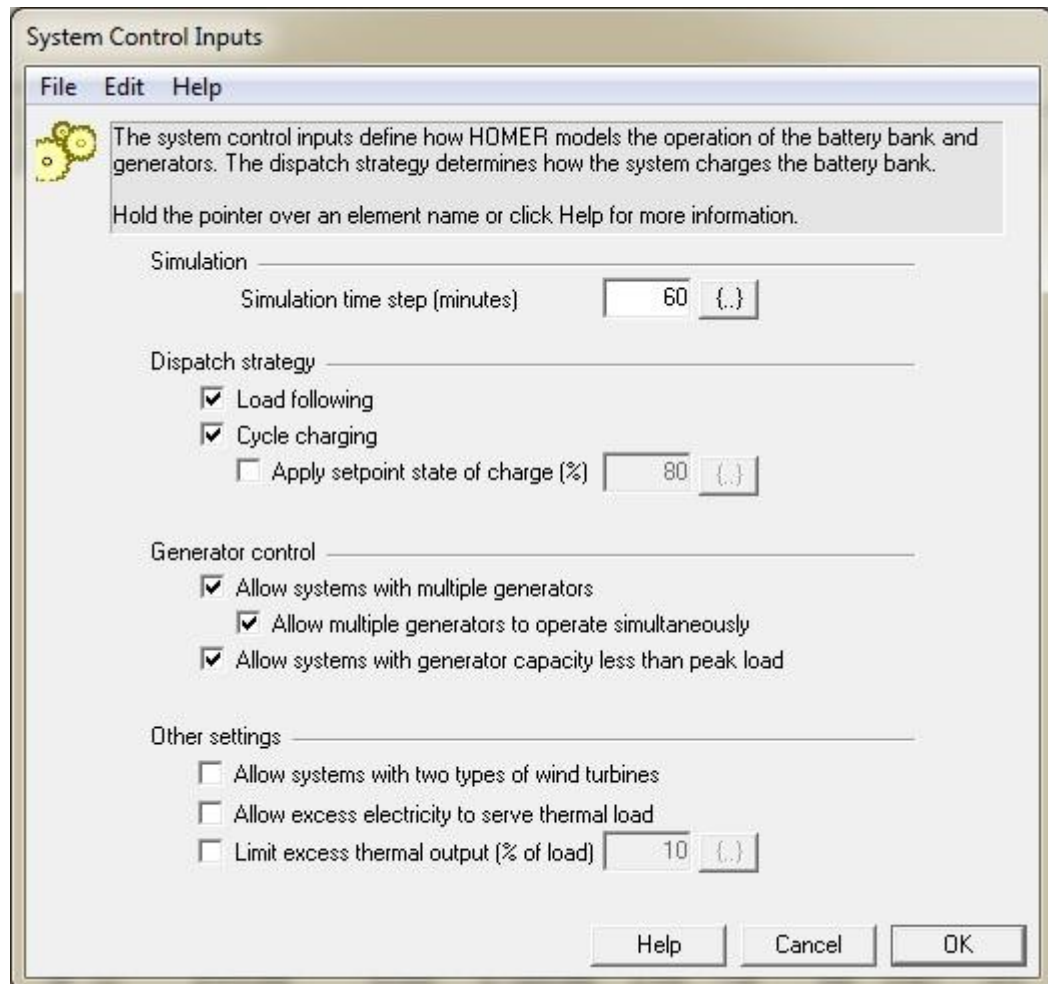 System Control Inputs
File Edit Help
The system control inputs define how HOMER models the operation of the battery bank and
generators. The dispatch strategy determines how the system charges the battery bank.
Hold the pointer over an element name or click Help for more information.
Simulation
Simulation time step (minutes) 60 {..}
Dispatch strategy
Load following
Cycle charging
Apply setpoint state of charge (%) 80 {..}
Generator control
Allow systems with multiple generators
Allow multiple generators to operate simultaneously
Allow systems with generator capacity less than peak load
Other settings
Allow systems with two types of wind turbines
Allow excess electricity to serve thermal load
Limit excess thermal output (% of load) 10 {..}
Help Cancel OK